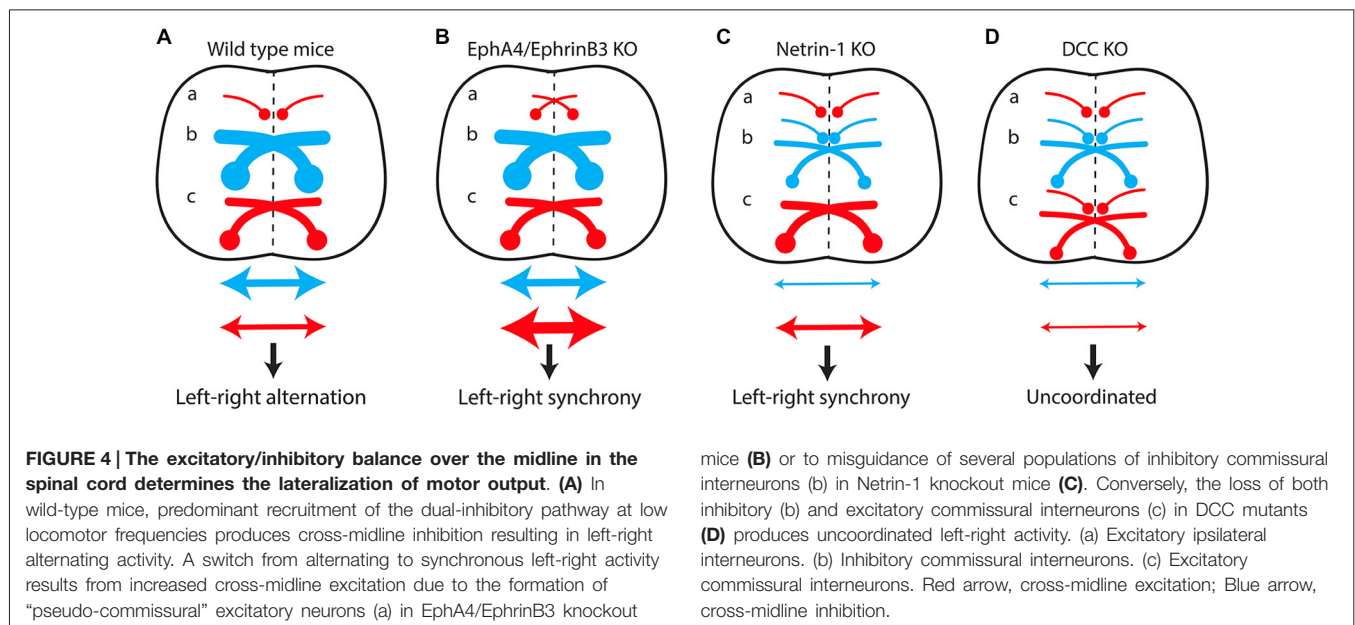 A
Wild type mice
a
b
c
Left-right alternation
B
EphA4/EphrinB3 KO
a
b
c
Left-right synchrony
C
Netrin-1 KO
a
b
c
Left-right synchrony
D
DCC KO
a
b
c
Uncoordinated
FIGURE 4 | The excitatory/inhibitory balance over the midline in the
spinal cord determines the lateralization of motor output. (A) In
wild-type mice, predominant recruitment of the dual-inhibitory pathway at low
locomotor frequencies produces cross-midline inhibition resulting in left-right
alternating activity. A switch from alternating to synchronous left-right activity
results from increased cross-midline excitation due to the formation of
“pseudo-commissural” excitatory neurons (a) in EphA4/EphrinB3 knockout
mice (B) or to misguidance of several populations of inhibitory commissural
interneurons (b) in Netrin-1 knockout mice (C). Conversely, the loss of both
inhibitory (b) and excitatory commissural interneurons (c) in DCC mutants
(D) produces uncoordinated left-right activity. (a) Excitatory ipsilateral
interneurons. (b) Inhibitory commissural interneurons. (c) Excitatory
commissural interneurons. Red arrow, cross-midline excitation; Blue arrow,
cross-midline inhibition.